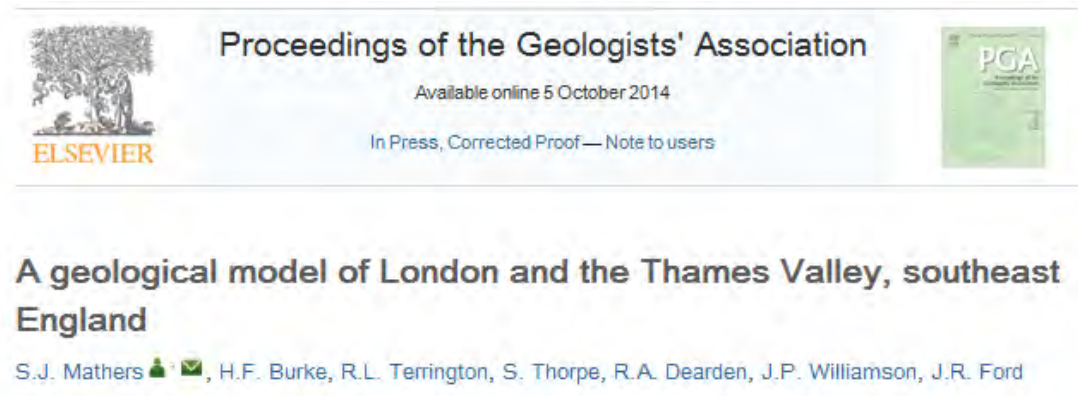 Proceedings of the Geologists' Association
Available online 5 October 2014
In Press, Corrected Proof — Note to users
ELSEVIER
PGA
A geological model of London and the Thames Valley, southeast
England
S.J. Mathers, H.F. Burke, R.L. Terrington, S. Thorpe, R.A. Dearden, J.P. Williamson, J.R. Ford